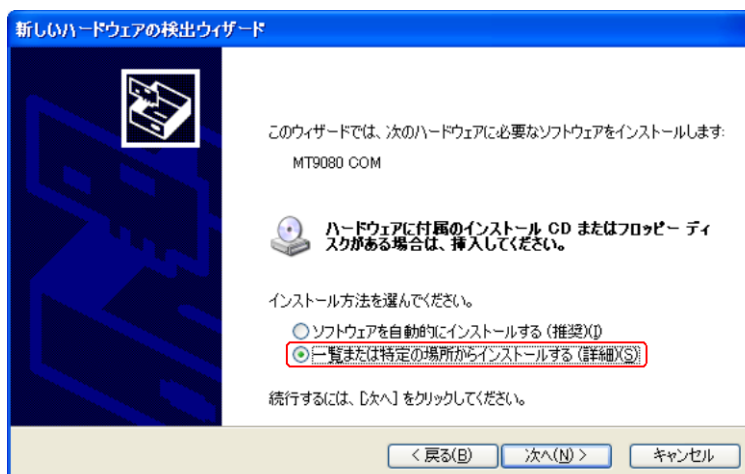 新しいハードウェアの検出ウィザード
このウィザードでは、次のハードウェアに必要なソフトウェアをインストールします:
MT9080 COM
ハードウェアに付属のインストール CD またはフロッピー ディ
スクがある場合は、挿入してください。
インストール方法を選んでください。
ソフトウェアを自動的にインストールする (推奨)(I)
一覧または特定の場所からインストールする (詳細)(S)
続行するには、[次へ] をクリックしてください。
< 戻る(B)
次へ(N) >
キャンセル